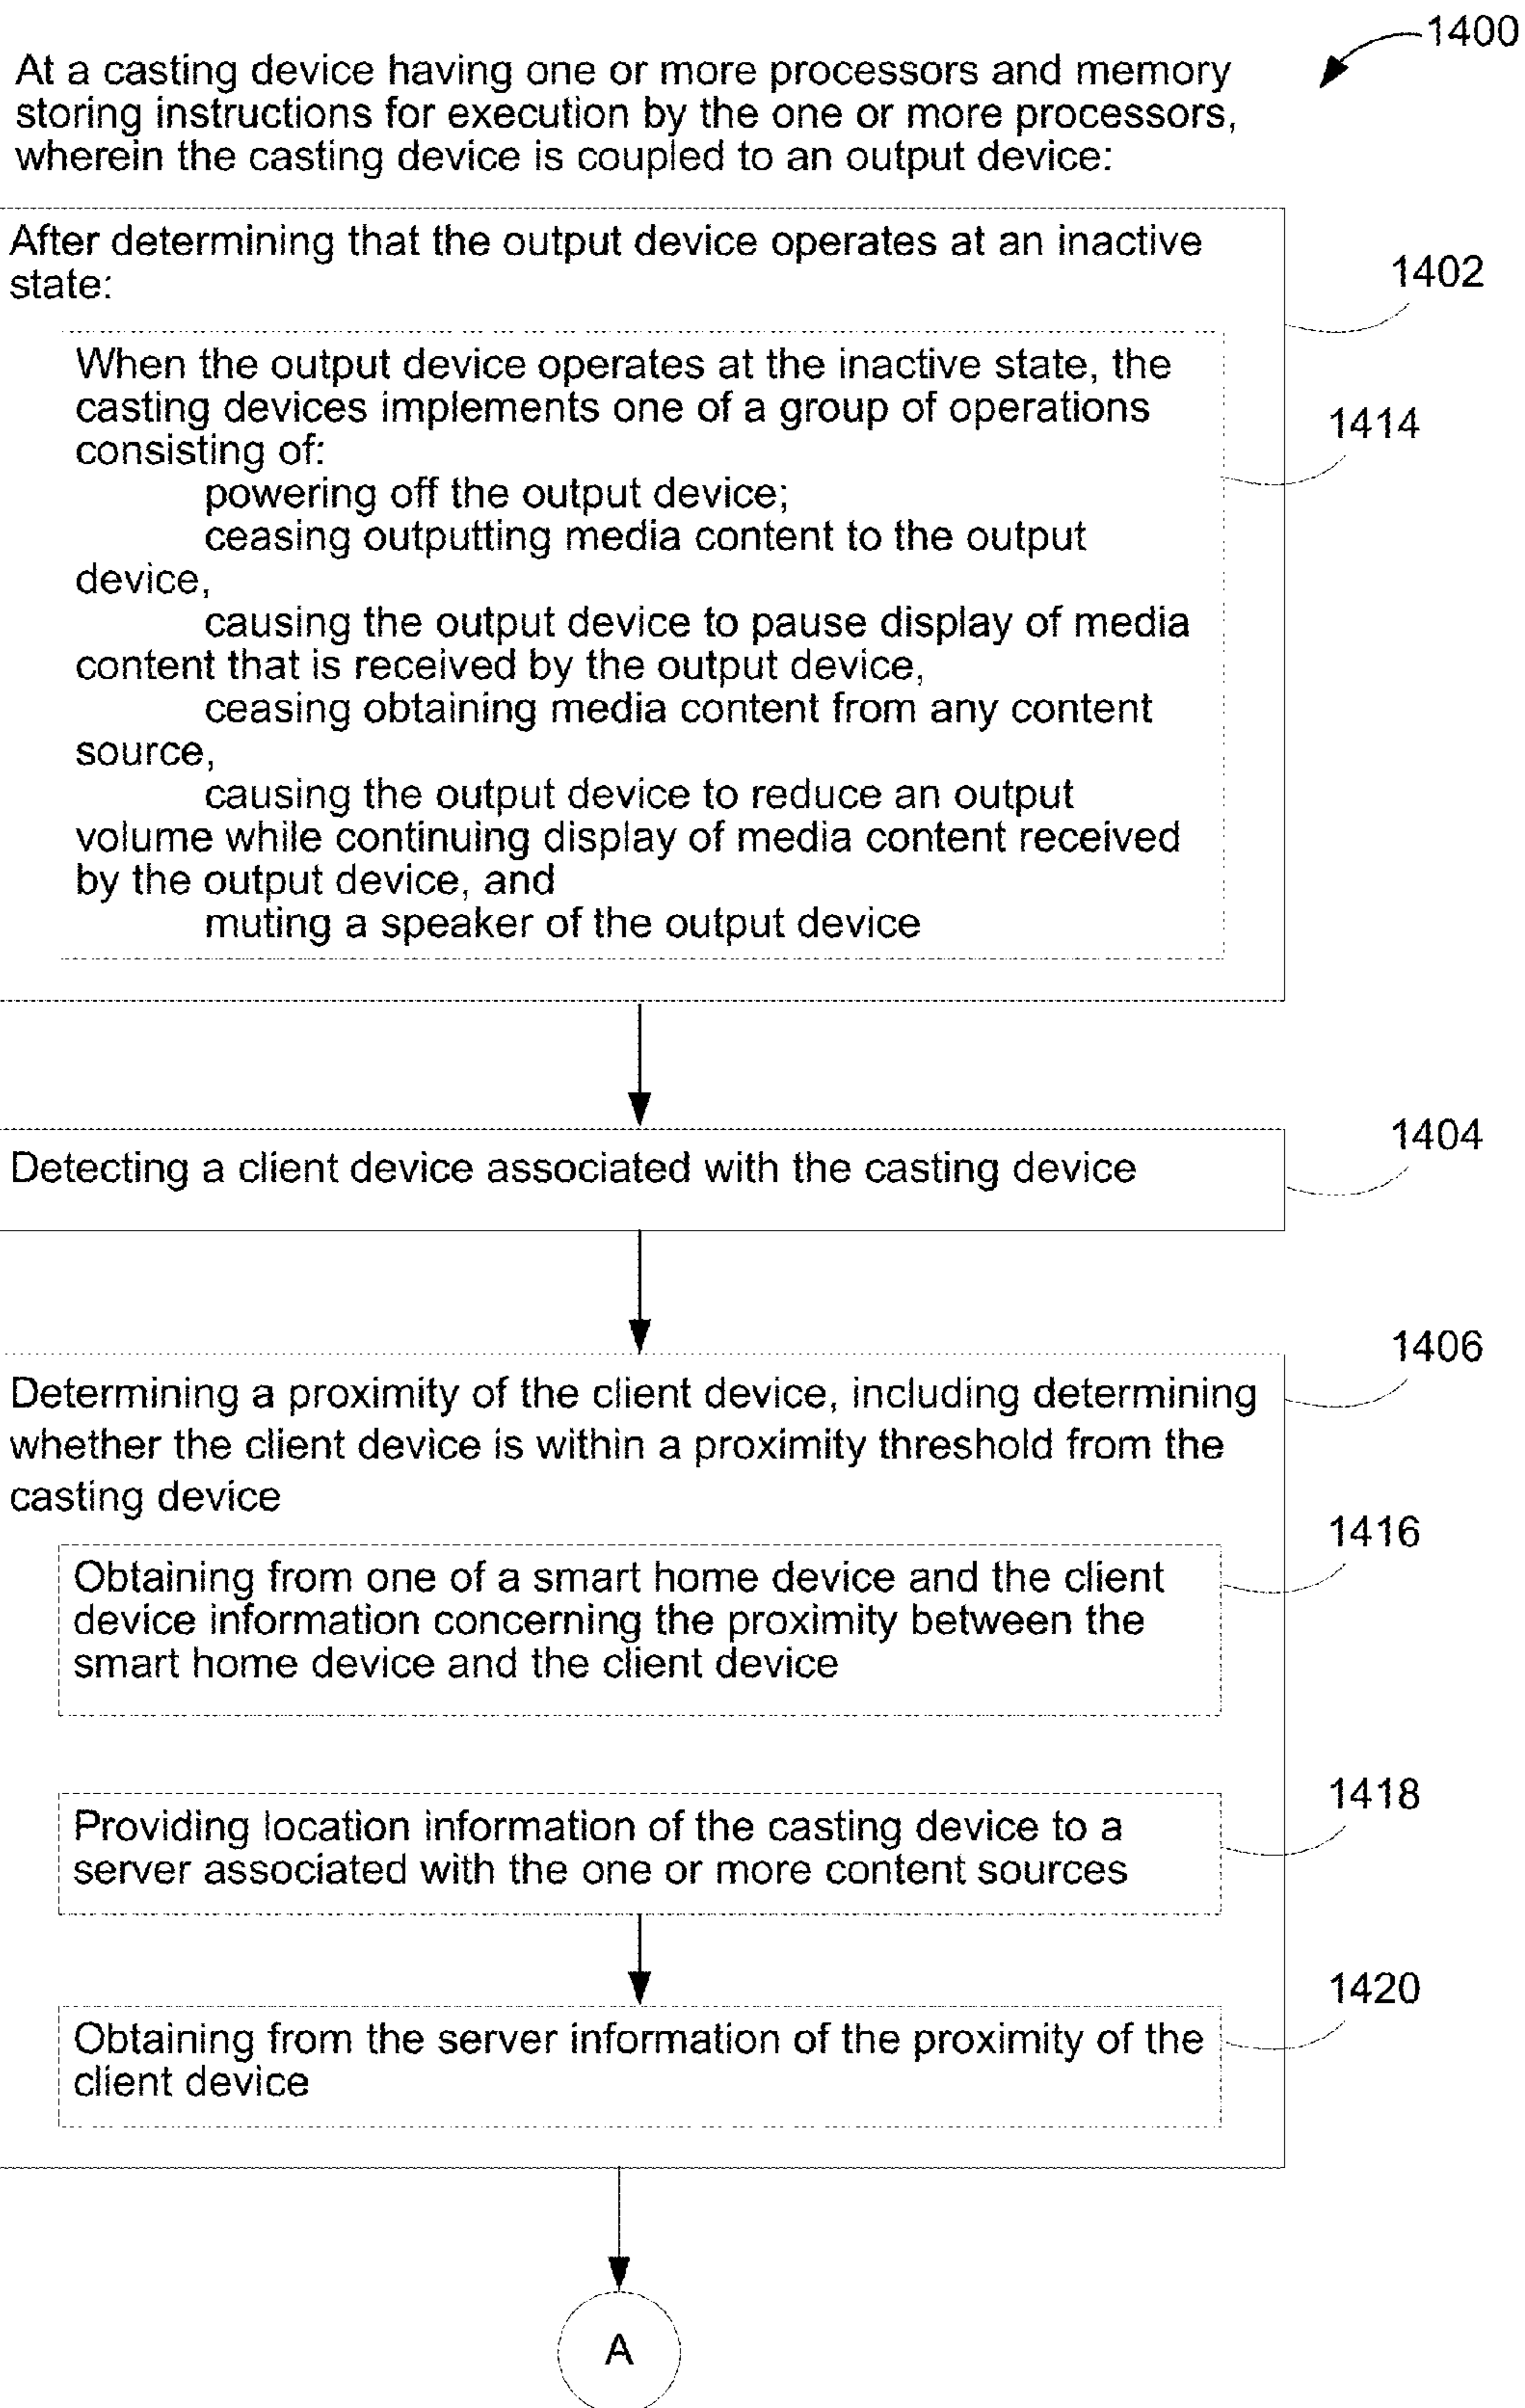 1400
At a casting device having one or more processors and memory
storing instructions for execution by the one or more processors,
wherein the casting device is coupled to an output device:
After determining that the output device operates at an inactive
state:
1402
When the output device operates at the inactive state, the
casting devices implements one of a group of operations
consisting of:
1414
powering off the output device;
ceasing outputting media content to the output
device,
causing the output device to pause display of media
content that is received by the output device,
ceasing obtaining media content from any content
source,
causing the output device to reduce an output
volume while continuing display of media content received
by the output device, and
muting a speaker of the output device
1404
Detecting a client device associated with the casting device
1406
Determining a proximity of the client device, including determining
whether the client device is within a proximity threshold from the
casting device
1416
Obtaining from one of a smart home device and the client
device information concerning the proximity between the
smart home device and the client device
1418
Providing location information of the casting device to a
server associated with the one or more content sources
1420
Obtaining from the server information of the proximity of the
client device
A